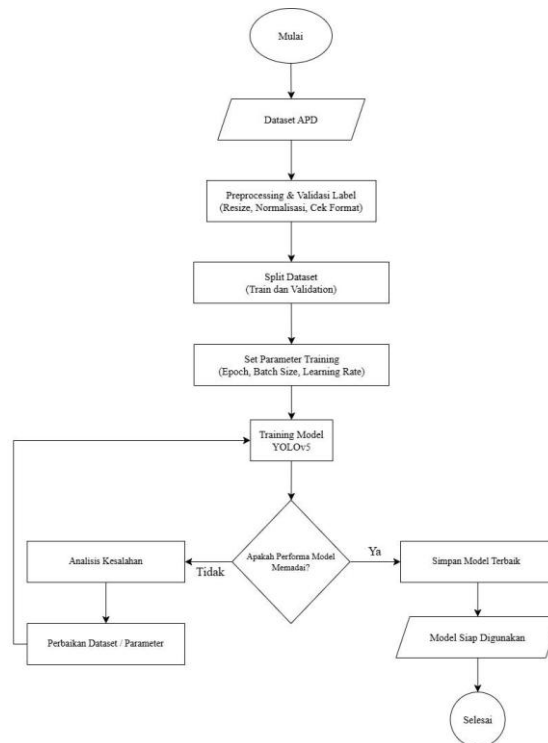 Mulai
Dataset APD
Preprocessing & Validasi Label
(Resize, Normalisasi, Cek Format)
Split Dataset
(Train dan Validation)
Set Parameter Training
(Epoch, Batch Size, Learning Rate)
Training Model
YOLOv5
Apakah Performa Model
Memadai?
Tidak
Ya
Analisis Kesalahan
Simpan Model Terbaik
Perbaikan Dataset / Parameter
Model Siap Digunakan
Selesai